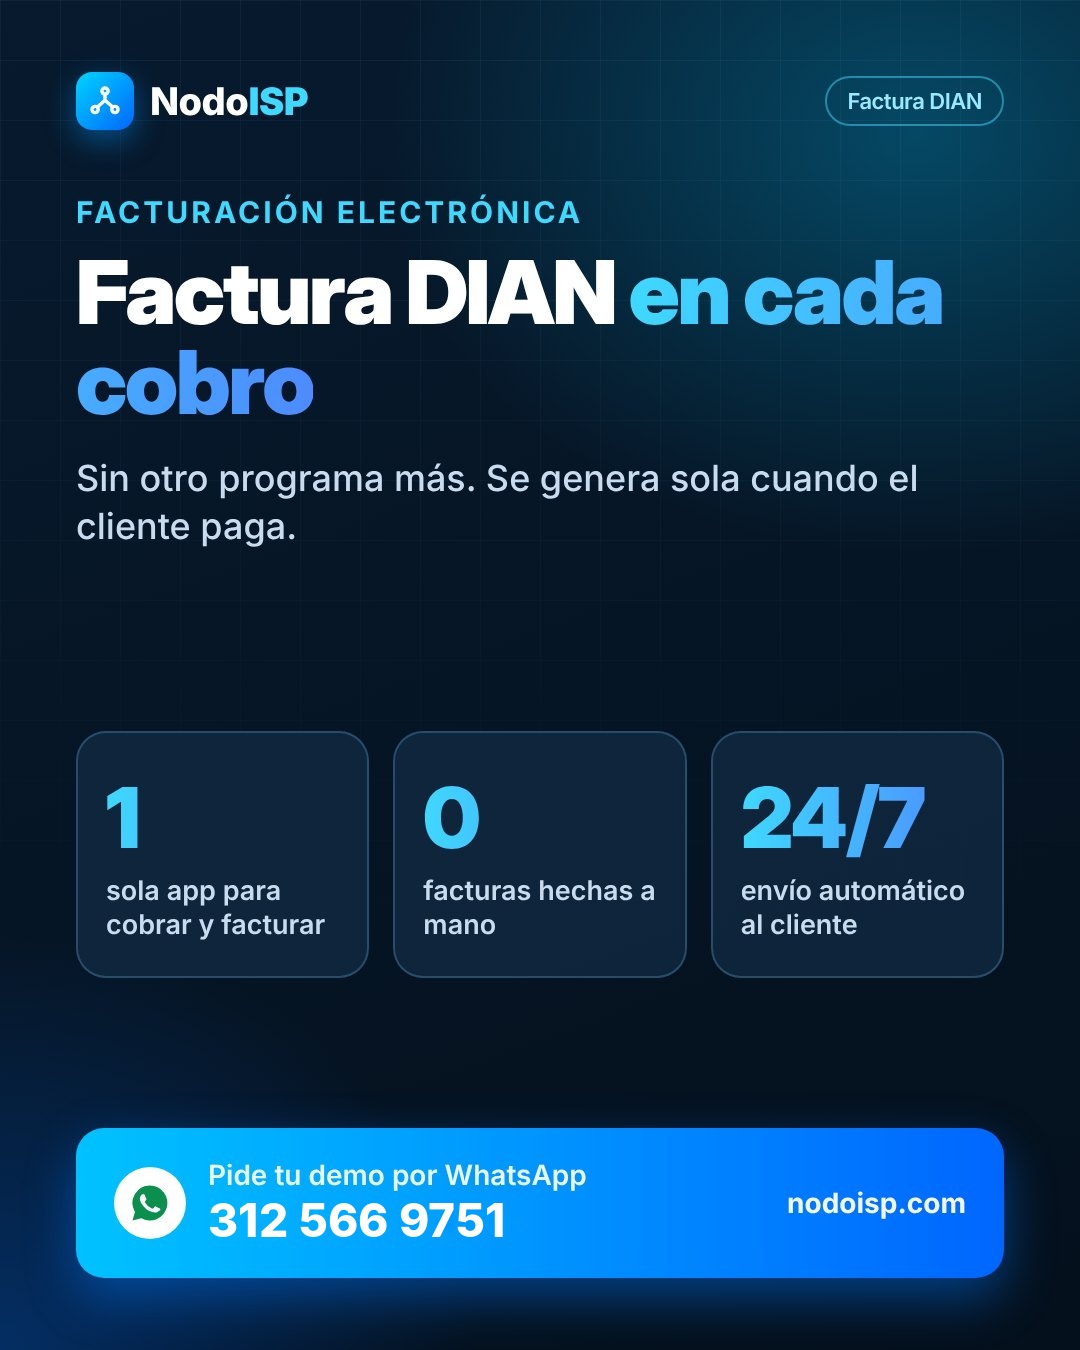 NodoISP
Factura DIAN
FACTURACIÓN ELECTRÓNICA
Factura DIAN en cada
cobro
Sin otro programa más. Se genera sola cuando el
cliente paga.
1
sola app para
cobrar y facturar
0
facturas hechas a
mano
24/7
envío automático
al cliente
Pide tu demo por WhatsApp
312 566 9751
nodoisp.com